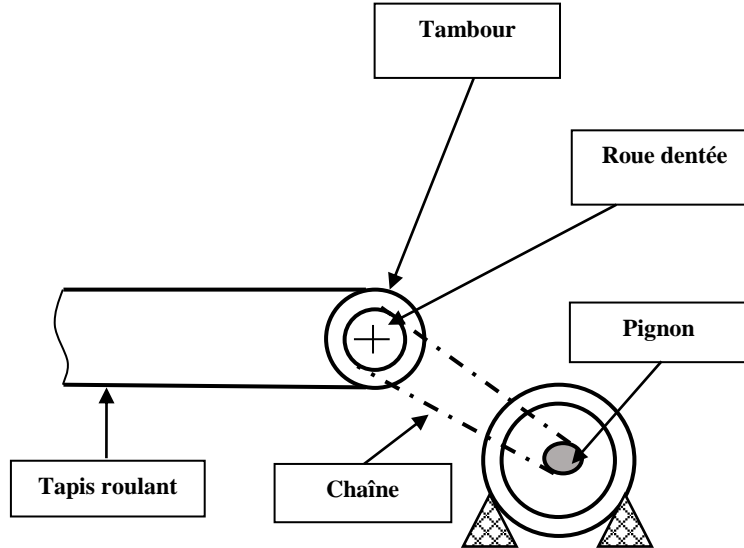 Tambour
Roue dentée
Pignon
Tapis roulant
Chaîne